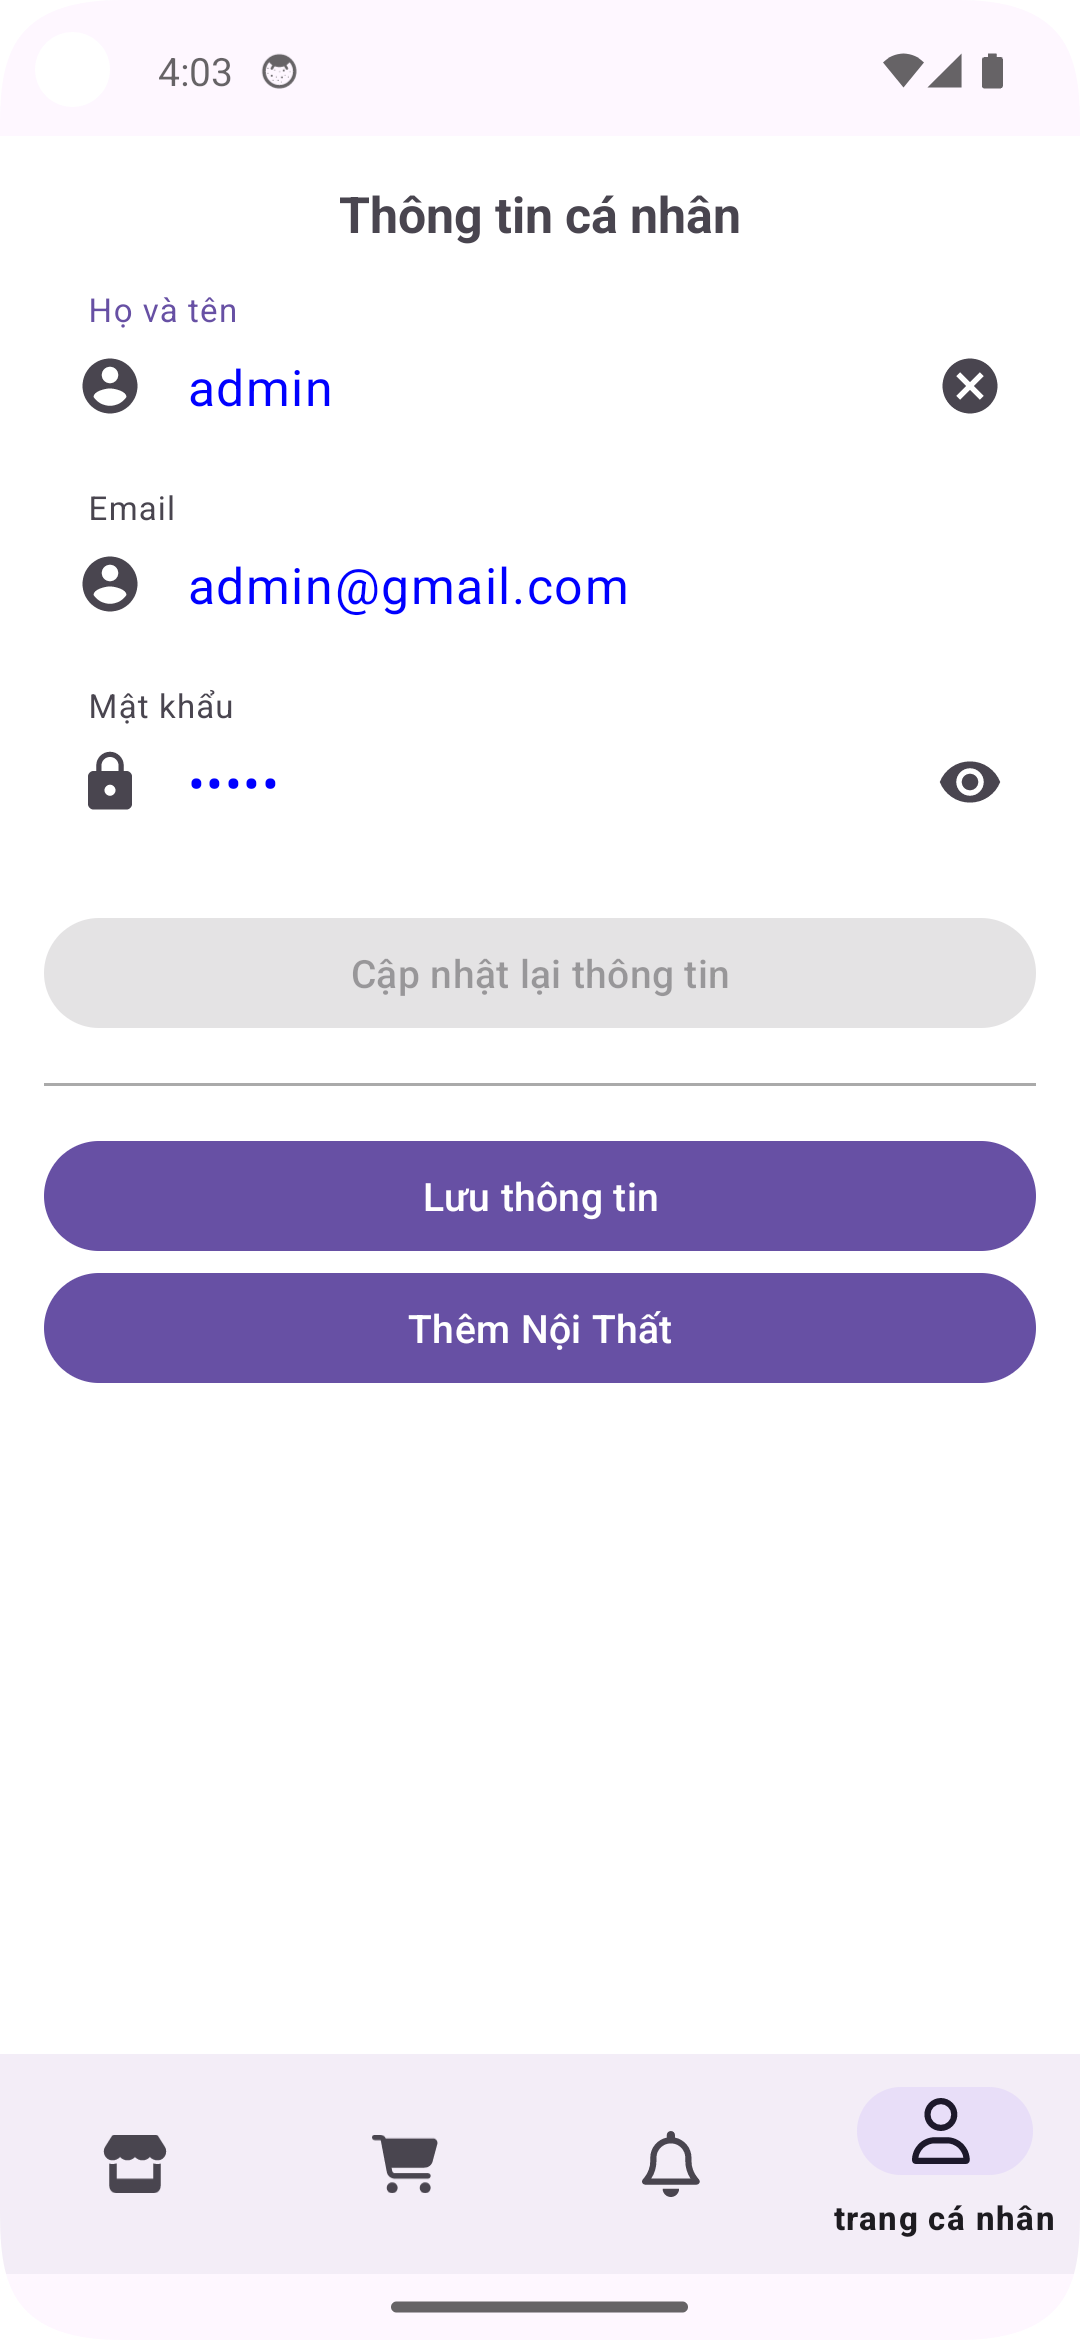 4:03
Thông tin cá nhân
Họ và tên
admin
Email
admin@gmail.com
Mật khẩu
•••••
Cập nhật lại thông tin
Lưu thông tin
Thêm Nội Thất
trang cá nhân